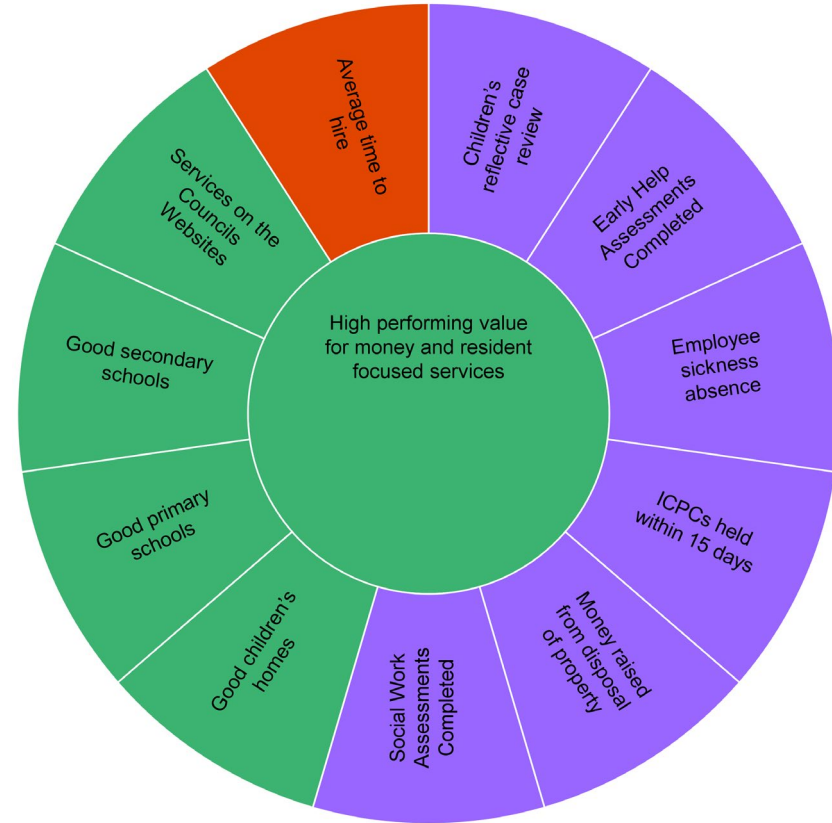 Average time to
hire
Children's
reflective case
review
Early Help
Assessments
Completed
Employee
sickness
absence
ICPCs held
within 15 days
Money raised
from disposal
of property
Social Work
Assessments
Completed
Good children's
homes
Good primary
schools
Good secondary
schools
Services on the
Councils
Websites
High performing value
for money and resident
focused services